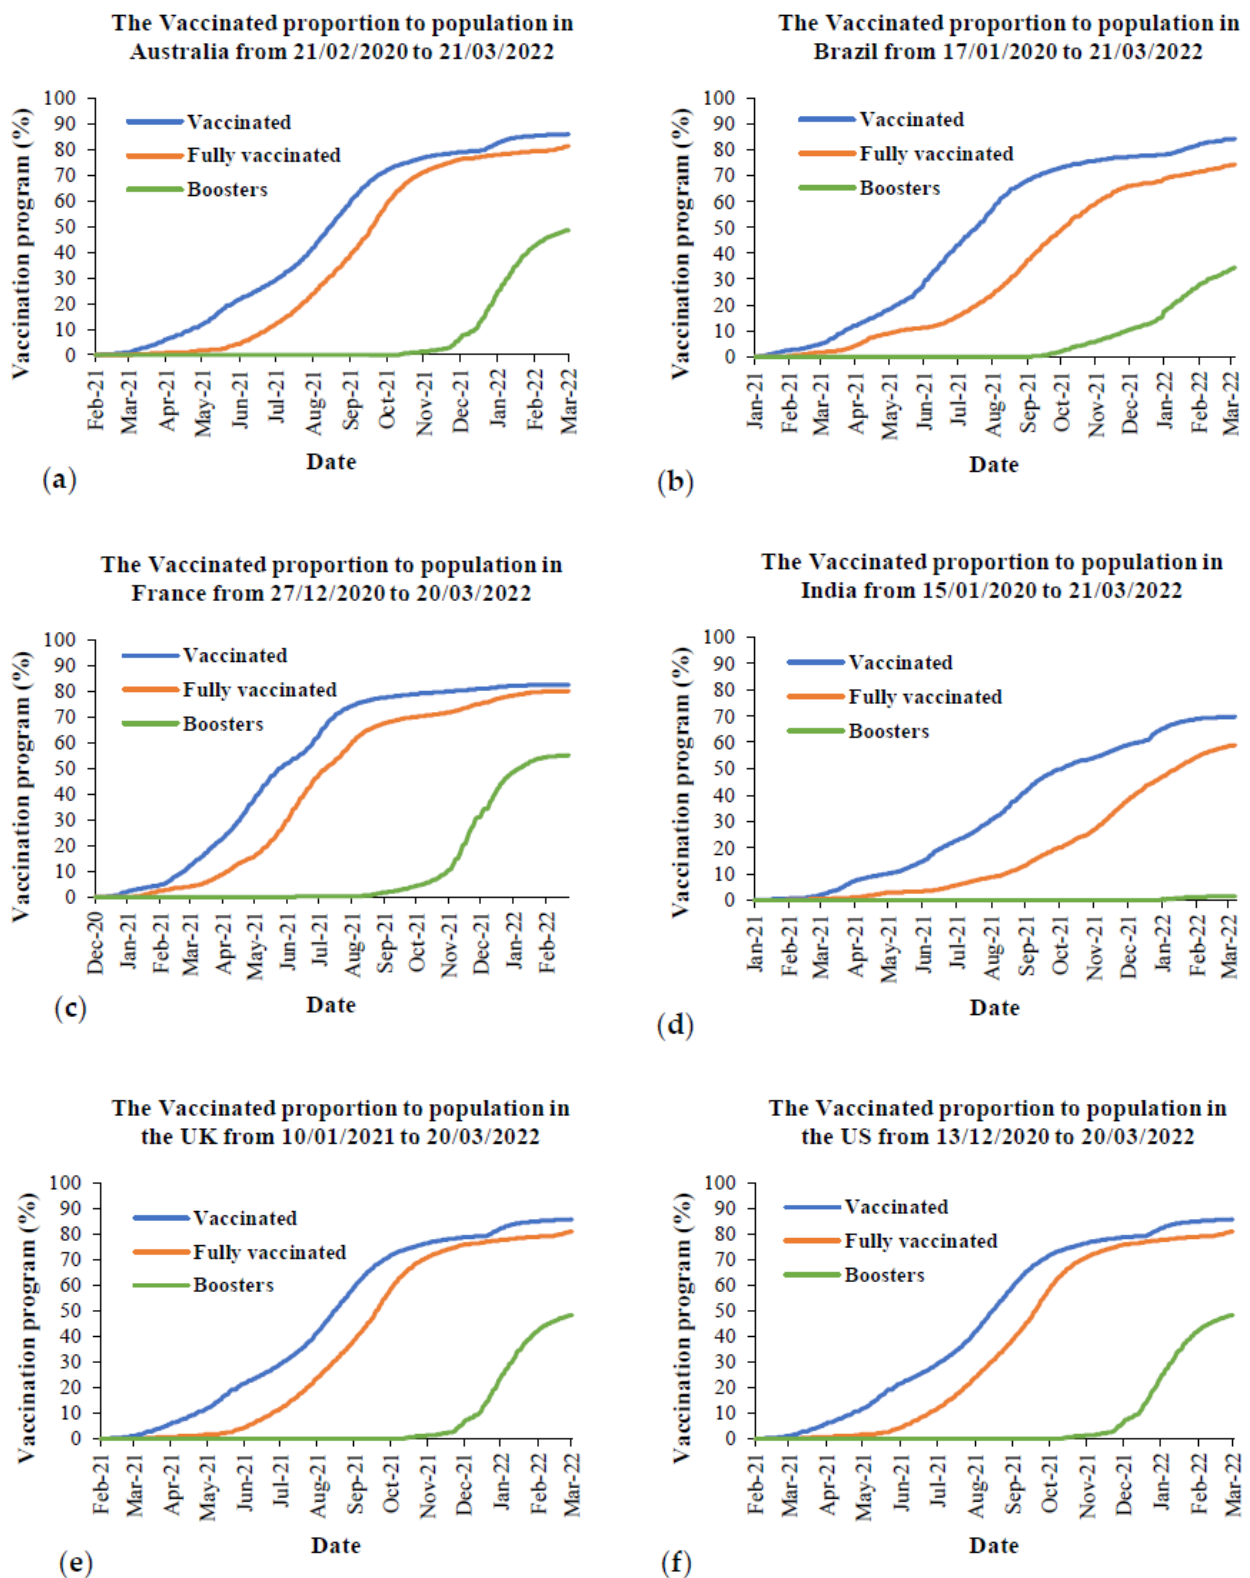 The Vaccinated proportion to population in
Australia from 21/02/2020 to 21/03/2022
Vaccination program (%)
100
90
80
70
60
50
40
30
20
10
0
Vaccinated
Fully vaccinated
Boosters
Feb-21
Mar-21
Apr-21
May-21
Jun-21
Jul-21
Aug-21
Sep-21
Oct-21
Nov-21
Dec-21
Jan-22
Feb-22
Mar-22
Date
(a)
The Vaccinated proportion to population in
Brazil from 17/01/2020 to 21/03/2022
Vaccination program (%)
100
90
80
70
60
50
40
30
20
10
0
Vaccinated
Fully vaccinated
Boosters
Jan-21
Feb-21
Mar-21
Apr-21
May-21
Jun-21
Jul-21
Aug-21
Sep-21
Oct-21
Nov-21
Dec-21
Jan-22
Feb-22
Mar-22
Date
(b)
The Vaccinated proportion to population in
France from 27/12/2020 to 20/03/2022
Vaccination program (%)
100
90
80
70
60
50
40
30
20
10
0
Vaccinated
Fully vaccinated
Boosters
Dec-20
Jan-21
Feb-21
Mar-21
Apr-21
May-21
Jun-21
Jul-21
Aug-21
Sep-21
Oct-21
Nov-21
Dec-21
Jan-22
Feb-22
Date
(c)
The Vaccinated proportion to population in
India from 15/01/2020 to 21/03/2022
Vaccination program (%)
100
90
80
70
60
50
40
30
20
10
0
Vaccinated
Fully vaccinated
Boosters
Jan-21
Feb-21
Mar-21
Apr-21
May-21
Jun-21
Jul-21
Aug-21
Sep-21
Oct-21
Nov-21
Dec-21
Jan-22
Feb-22
Mar-22
Date
(d)
The Vaccinated proportion to population in
the UK from 10/01/2021 to 20/03/2022
Vaccination program (%)
100
90
80
70
60
50
40
30
20
10
0
Vaccinated
Fully vaccinated
Boosters
Feb-21
Mar-21
Apr-21
May-21
Jun-21
Jul-21
Aug-21
Sep-21
Oct-21
Nov-21
Dec-21
Jan-22
Feb-22
Mar-22
Date
(e)
The Vaccinated proportion to population in
the US from 13/12/2020 to 20/03/2022
Vaccination program (%)
100
90
80
70
60
50
40
30
20
10
0
Vaccinated
Fully vaccinated
Boosters
Feb-21
Mar-21
Apr-21
May-21
Jun-21
Jul-21
Aug-21
Sep-21
Oct-21
Nov-21
Dec-21
Jan-22
Feb-22
Mar-22
Date
(f)